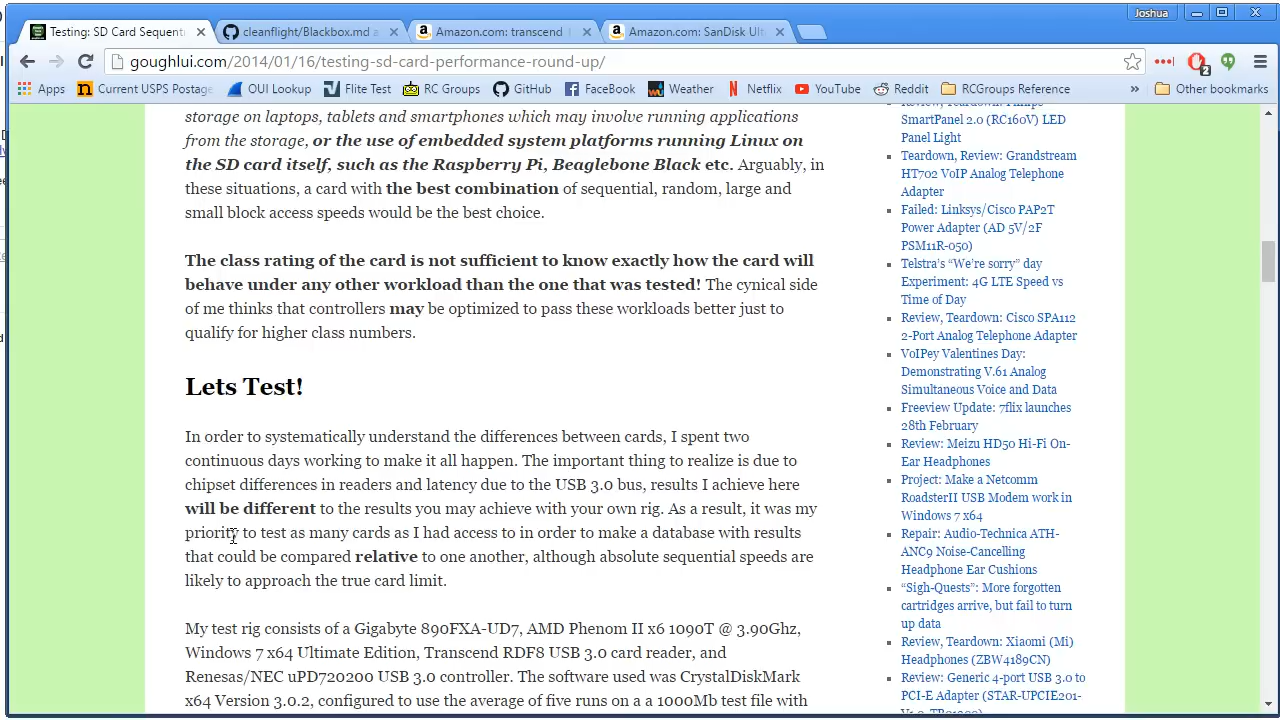 Joshua
Testing: SD Card Sequent
cleanflight/Blackbox.md a
Amazon.com: transcend
Amazon.com: SanDisk Ult
goughlui.com/2014/01/16/testing-sd-card-performance-round-up/
2
Apps
Current USPS Postage
OUI Lookup
Flite Test
RC Groups
GitHub
FaceBook
Weather
Netflix
YouTube
Reddit
RCGroups Reference
»
Other bookmarks
storage on laptops, tablets and smartphones which may involve running applications
from the storage, or the use of embedded system platforms running Linux on
the SD card itself, such as the Raspberry Pi, Beaglebone Black etc. Arguably, in
these situations, a card with the best combination of sequential, random, large and
small block access speeds would be the best choice.
The class rating of the card is not sufficient to know exactly how the card will
behave under any other workload than the one that was tested! The cynical side
of me thinks that controllers may be optimized to pass these workloads better just to
qualify for higher class numbers.
Lets Test!
In order to systematically understand the differences between cards, I spent two
continuous days working to make it all happen. The important thing to realize is due to
chipset differences in readers and latency due to the USB 3.0 bus, results I achieve here
will be different to the results you may achieve with your own rig. As a result, it was my
priority to test as many cards as I had access to in order to make a database with results
that could be compared relative to one another, although absolute sequential speeds are
likely to approach the true card limit.
My test rig consists of a Gigabyte 890FXA-UD7, AMD Phenom II x6 1090T @ 3.90Ghz,
Windows 7 x64 Ultimate Edition, Transcend RDF8 USB 3.0 card reader, and
Renesas/NEC uPD720200 USB 3.0 controller. The software used was CrystalDiskMark
x64 Version 3.0.2, configured to use the average of five runs on a a 1000Mb test file with
Review, Teardown: Philips
SmartPanel 2.0 (RC160V) LED
Panel Light
Teardown, Review: Grandstream
HT702 VoIP Analog Telephone
Adapter
Failed: Linksys/Cisco PAP2T
Power Adapter (AD 5V/2F
PSM11R-050)
Telstra's “We're sorry” day
Experiment: 4G LTE Speed vs
Time of Day
Review, Teardown: Cisco SPA112
2-Port Analog Telephone Adapter
VoIPey Valentines Day:
Demonstrating V.61 Analog
Simultaneous Voice and Data
Freeview Update: 7flix launches
28th February
Review: Meizu HD50 Hi-Fi On-
Ear Headphones
Project: Make a Netcomm
RoadsterII USB Modem work in
Windows 7 x64
Repair: Audio-Technica ATH-
ANC9 Noise-Cancelling
Headphone Ear Cushions
“Sigh-Quests”: More forgotten
cartridges arrive, but fail to turn
up data
Review, Teardown: Xiaomi (Mi)
Headphones (ZBW4189CN)
Review: Generic 4-port USB 3.0 to
PCI-E Adapter (STAR-UPCIE201-